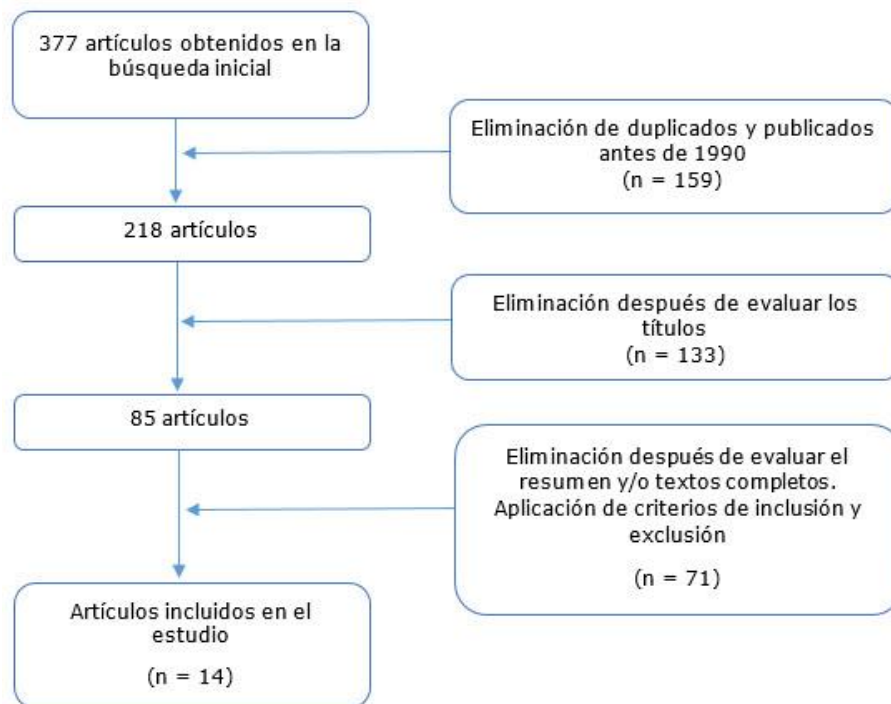 377 artículos obtenidos en la
búsqueda inicial
Eliminación de duplicados y publicados
antes de 1990
(n = 159)
218 artículos
Eliminación después de evaluar los
títulos
(n = 133)
85 artículos
Eliminación después de evaluar el
resumen y/o textos completos.
Aplicación de criterios de inclusión y
exclusión
(n = 71)
Artículos incluidos en el
estudio
(n = 14)